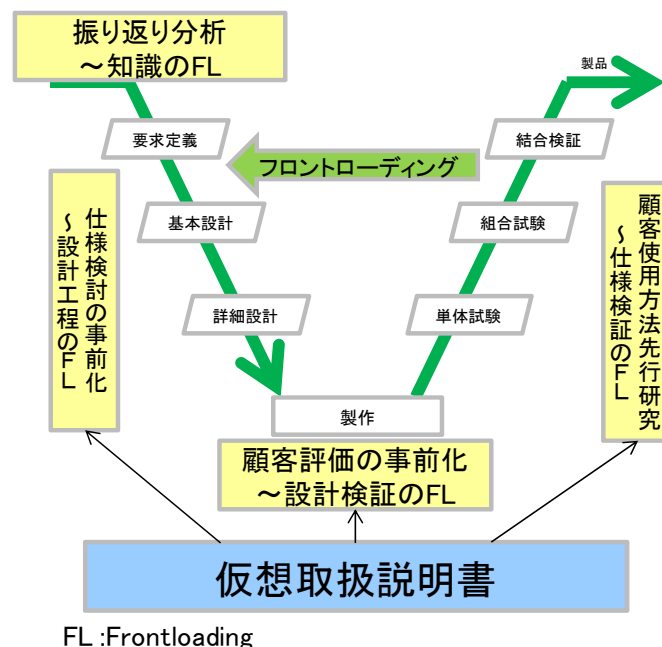 振り返り分析
～知識のFL
製品
要求定義
結合検証
フロントローディング
仕様検討の事前化
～設計工程のFL
基本設計
組合試験
顧客使用方法先行研究
～仕様検証のFL
詳細設計
単体試験
製作
顧客評価の事前化
～設計検証のFL
仮想取扱説明書
FL :Frontloading